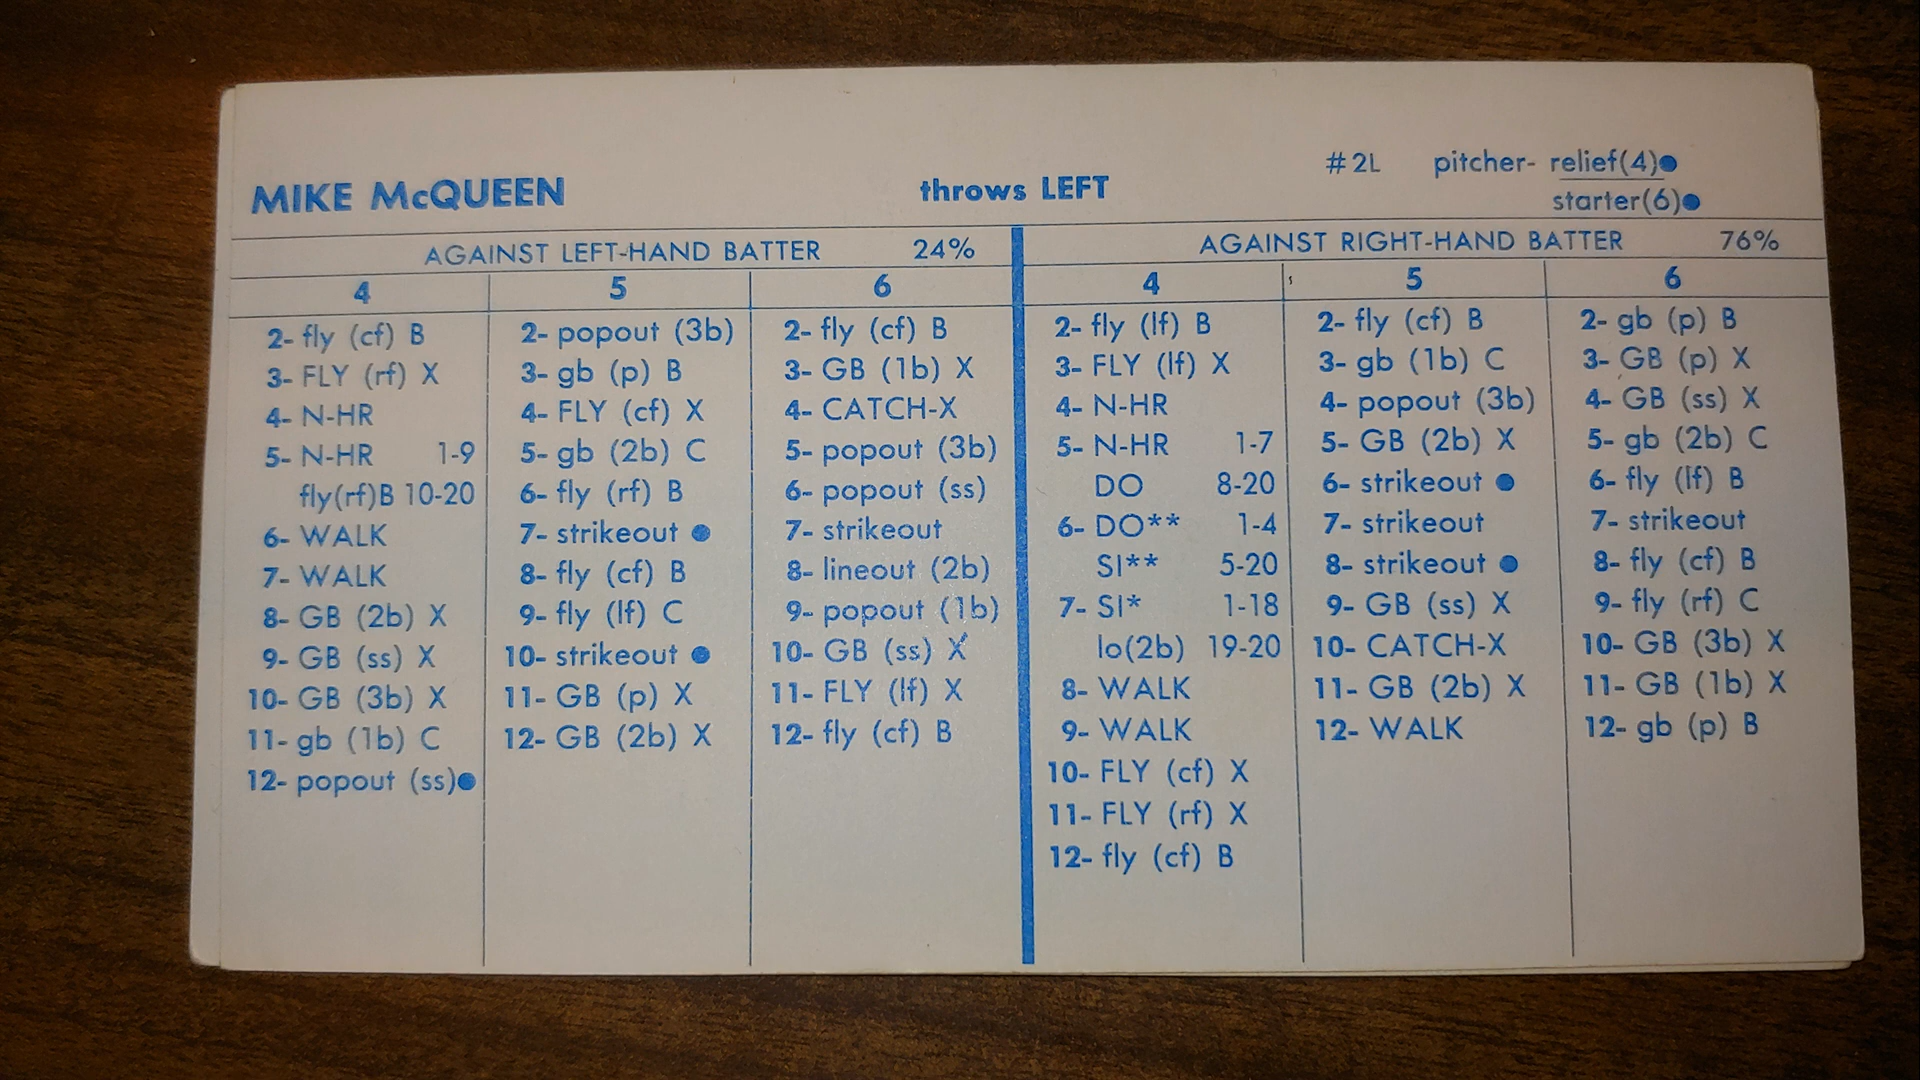 #2L pitcher- relief(4)●
MIKE McQUEEN throws LEFT starter(6)●
AGAINST LEFT-HAND BATTER 24%
4
2- fly (cf) B
3- FLY (rf) X
4- N-HR
5- N-HR 1-9
fly(rf)B 10-20
6- WALK
7- WALK
8- GB (2b) X
9- GB (ss) X
10- GB (3b) X
11- gb (1b) C
12- popout (ss)●
5
2- popout (3b)
3- gb (p) B
4- FLY (cf) X
5- gb (2b) C
6- fly (rf) B
7- strikeout ●
8- fly (cf) B
9- fly (lf) C
10- strikeout ●
11- GB (p) X
12- GB (2b) X
6
2- fly (cf) B
3- GB (1b) X
4- CATCH-X
5- popout (3b)
6- popout (ss)
7- strikeout
8- lineout (2b)
9- popout (1b)
10- GB (ss) X
11- FLY (lf) X
12- fly (cf) B
AGAINST RIGHT-HAND BATTER 76%
4
2- fly (lf) B
3- FLY (lf) X
4- N-HR
5- N-HR 1-7
DO 8-20
6- DO** 1-4
SI** 5-20
7- SI* 1-18
lo(2b) 19-20
8- WALK
9- WALK
10- FLY (cf) X
11- FLY (rf) X
12- fly (cf) B
5
2- fly (cf) B
3- gb (1b) C
4- popout (3b)
5- GB (2b) X
6- strikeout ●
7- strikeout
8- strikeout ●
9- GB (ss) X
10- CATCH-X
11- GB (2b) X
12- WALK
6
2- gb (p) B
3- GB (p) X
4- GB (ss) X
5- gb (2b) C
6- fly (lf) B
7- strikeout
8- fly (cf) B
9- fly (rf) C
10- GB (3b) X
11- GB (1b) X
12- gb (p) B